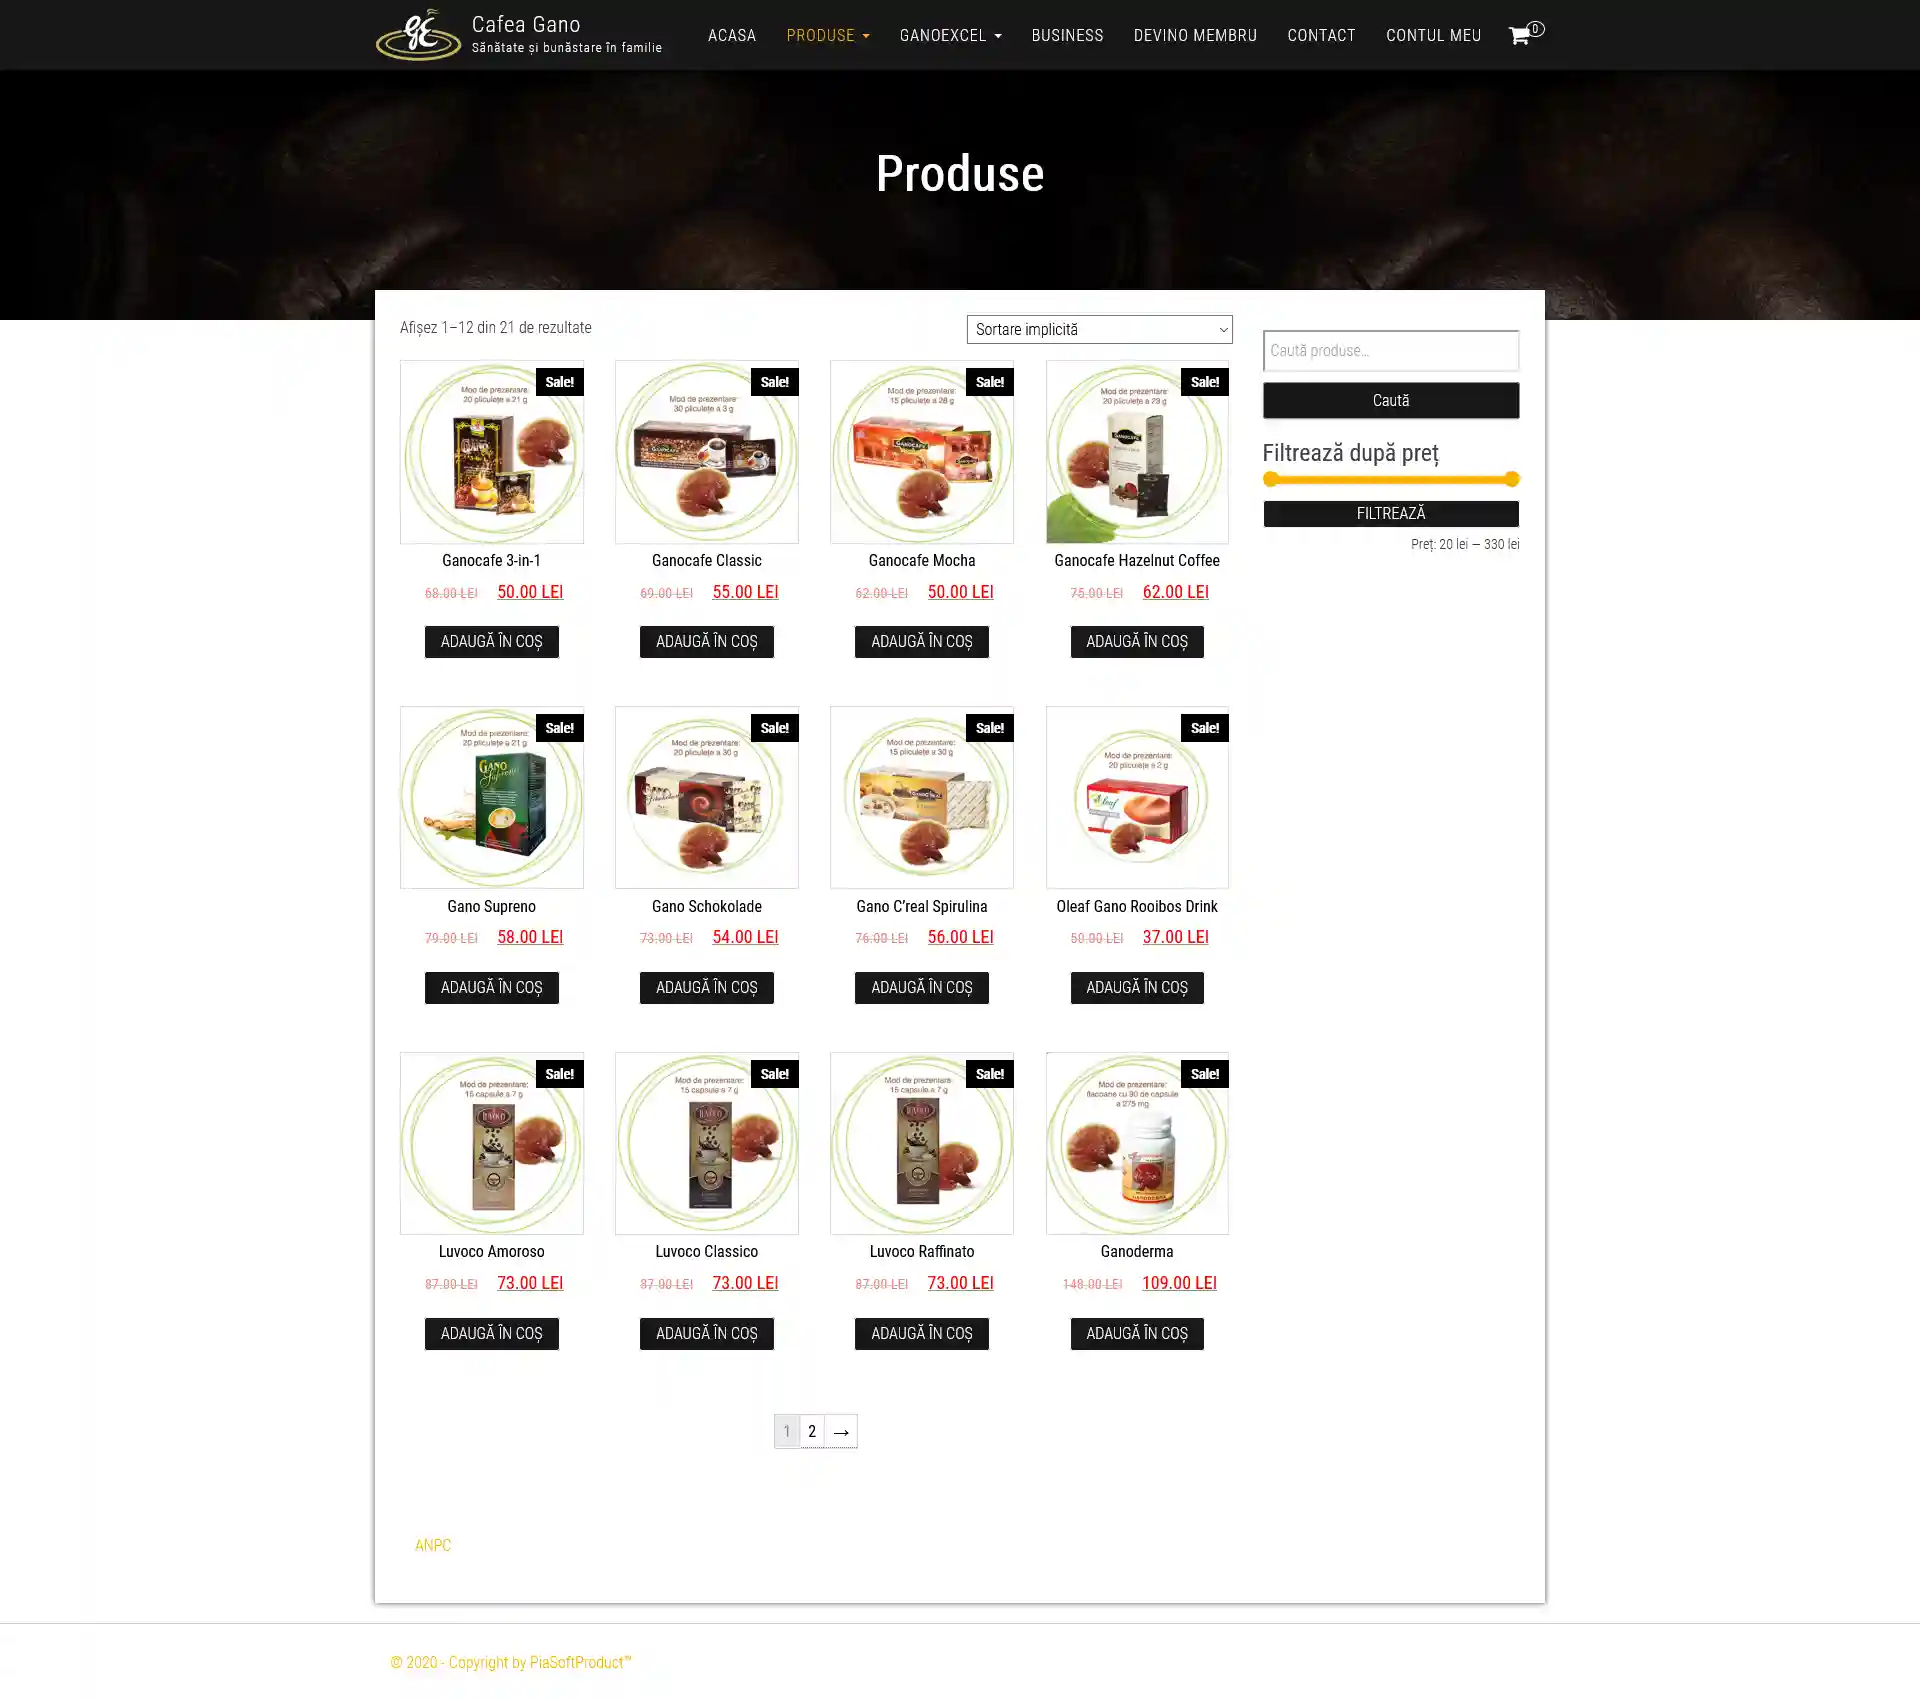 Cafea Gano
Sănătate și bunăstare în familie
ACASA
PRODUSE
GANOEXCEL
BUSINESS
DEVINO MEMBRU
CONTACT
CONTUL MEU
0
Produse
Afișez 1–12 din 21 de rezultate
Sortare implicită
Caută produse…
Caută
Filtrează după preț
FILTREAZĂ
Preț: 20 lei — 330 lei
Sale!
Mod de prezentare:
20 pliculețe a 21 g
Ganocafe 3-in-1
68.00 LEI 50.00 LEI
ADAUGĂ ÎN COȘ
Sale!
Mod de prezentare:
30 pliculețe a 3 g
GANOCAFE
Ganocafe Classic
69.00 LEI 55.00 LEI
ADAUGĂ ÎN COȘ
Sale!
Mod de prezentare:
15 pliculețe a 28 g
GANOCAFE
Ganocafe Mocha
62.00 LEI 50.00 LEI
ADAUGĂ ÎN COȘ
Sale!
Mod de prezentare:
20 pliculețe a 23 g
GANOCAFE
Ganocafe Hazelnut Coffee
75.00 LEI 62.00 LEI
ADAUGĂ ÎN COȘ
Sale!
Mod de prezentare:
20 pliculețe a 21 g
GANO
Supreno
Gano Supreno
79.00 LEI 58.00 LEI
ADAUGĂ ÎN COȘ
Sale!
Mod de prezentare:
20 pliculețe a 30 g
Gano Schokolade
73.00 LEI 54.00 LEI
ADAUGĂ ÎN COȘ
Sale!
Mod de prezentare:
15 pliculețe a 30 g
Gano C’real Spirulina
76.00 LEI 56.00 LEI
ADAUGĂ ÎN COȘ
Sale!
Mod de prezentare:
20 pliculețe a 2 g
Oleaf Gano Rooibos Drink
50.00 LEI 37.00 LEI
ADAUGĂ ÎN COȘ
Sale!
Mod de prezentare:
15 capsule a 7 g
LUVOCO
Luvoco Amoroso
87.00 LEI 73.00 LEI
ADAUGĂ ÎN COȘ
Sale!
Mod de prezentare:
15 capsule a 7 g
LUVOCO
Luvoco Classico
87.00 LEI 73.00 LEI
ADAUGĂ ÎN COȘ
Sale!
Mod de prezentare
15 capsule a 7 g
LUVOCO
Luvoco Raffinato
87.00 LEI 73.00 LEI
ADAUGĂ ÎN COȘ
Sale!
Mod de prezentare:
flacoane cu 90 de capsule
a 275 mg
GANODERMA
Ganoderma
148.00 LEI 109.00 LEI
ADAUGĂ ÎN COȘ
1 2 →
ANPC
© 2020 - Copyright by PiaSoftProduct™